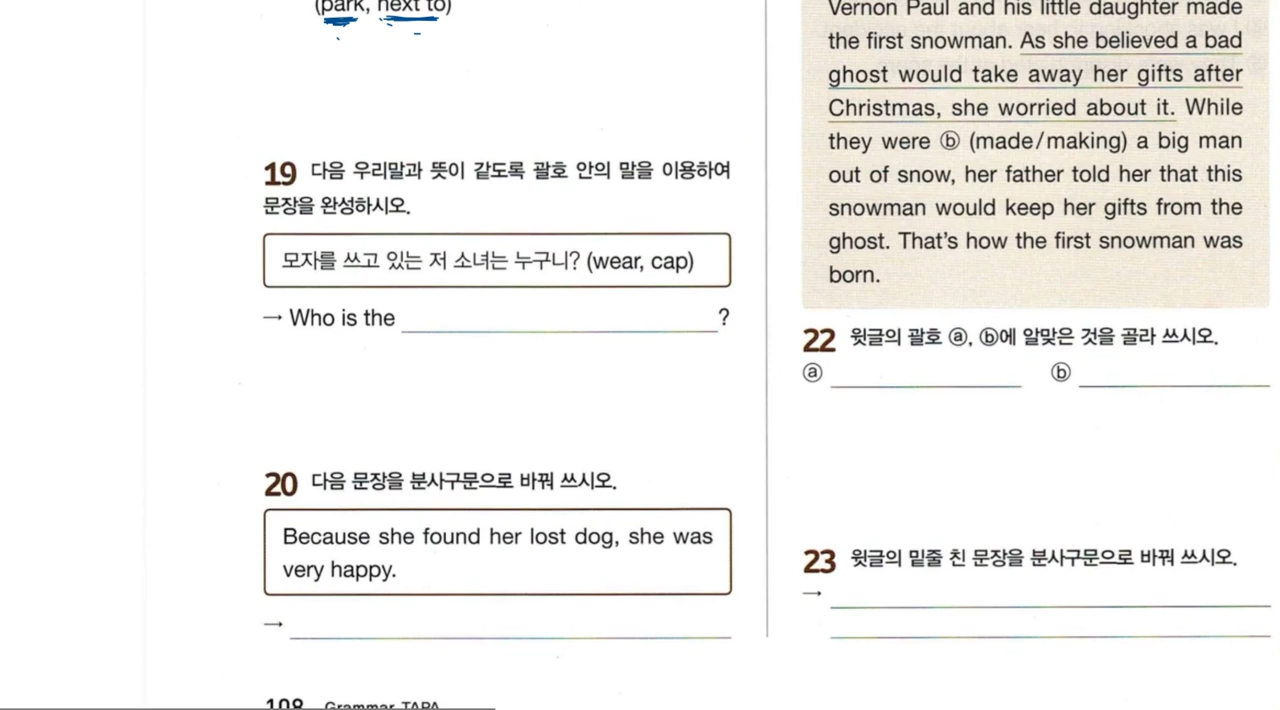 (park, next to)
19 다음 우리말과 뜻이 같도록 괄호 안의 말을 이용하여
문장을 완성하시오.
모자를 쓰고 있는 저 소녀는 누구니? (wear, cap)
→ Who is the ?
20 다음 문장을 분사구문으로 바꿔 쓰시오.
Because she found her lost dog, she was
very happy.
→
108 Grammar TAPA
Vernon Paul and his little daughter made
the first snowman. As she believed a bad
ghost would take away her gifts after
Christmas, she worried about it. While
they were ⓑ (made/making) a big man
out of snow, her father told her that this
snowman would keep her gifts from the
ghost. That's how the first snowman was
born.
22 윗글의 괄호 ⓐ, ⓑ에 알맞은 것을 골라 쓰시오.
ⓐ ⓑ
23 윗글의 밑줄 친 문장을 분사구문으로 바꿔 쓰시오.
→